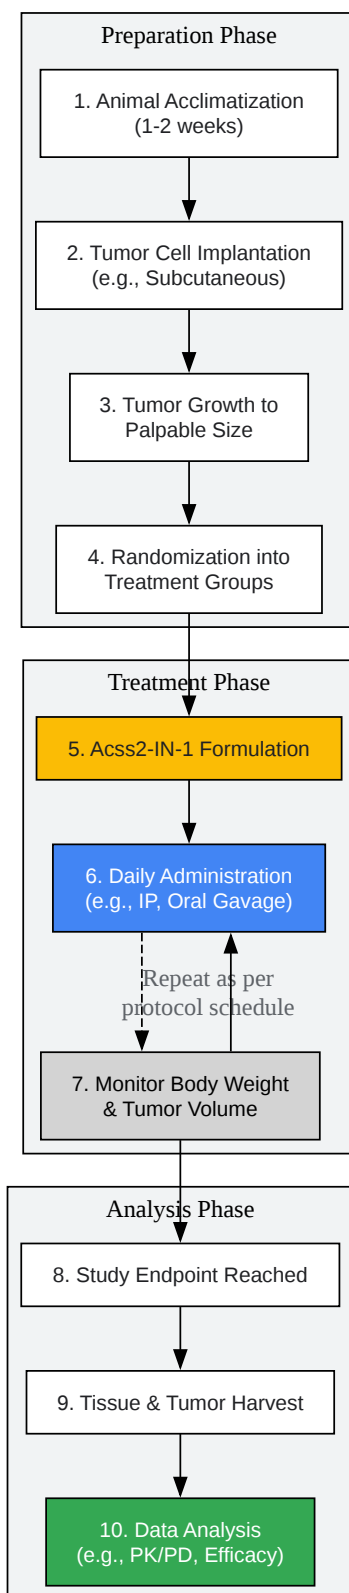 Preparation Phase
1. Animal Acclimatization
(1-2 weeks)
2. Tumor Cell Implantation
(e.g., Subcutaneous)
3. Tumor Growth to
Palpable Size
4. Randomization into
Treatment Groups
Treatment Phase
5. Acss2-IN-1 Formulation
6. Daily Administration
(e.g., IP, Oral Gavage)
Repeat as per
protocol schedule
7. Monitor Body Weight
& Tumor Volume
Analysis Phase
8. Study Endpoint Reached
9. Tissue & Tumor Harvest
10. Data Analysis
(e.g., PK/PD, Efficacy)